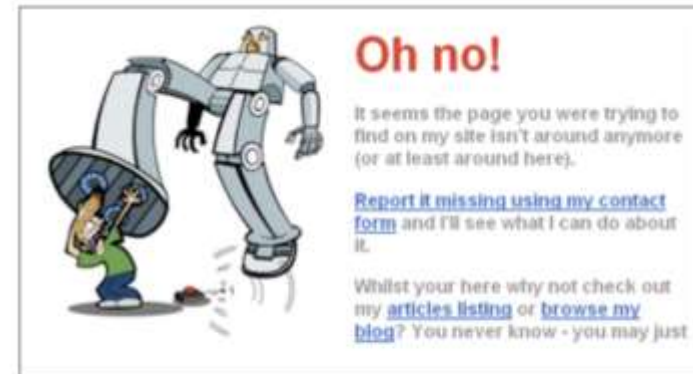 Oh no!
It seems the page you were trying to
find on my site isn't around anymore
(or at least around here).
Report it missing using my contact
form and I'll see what I can do about
it.
Whilst your here why not check out
my articles listing or browse my
blog? You never know - you may just